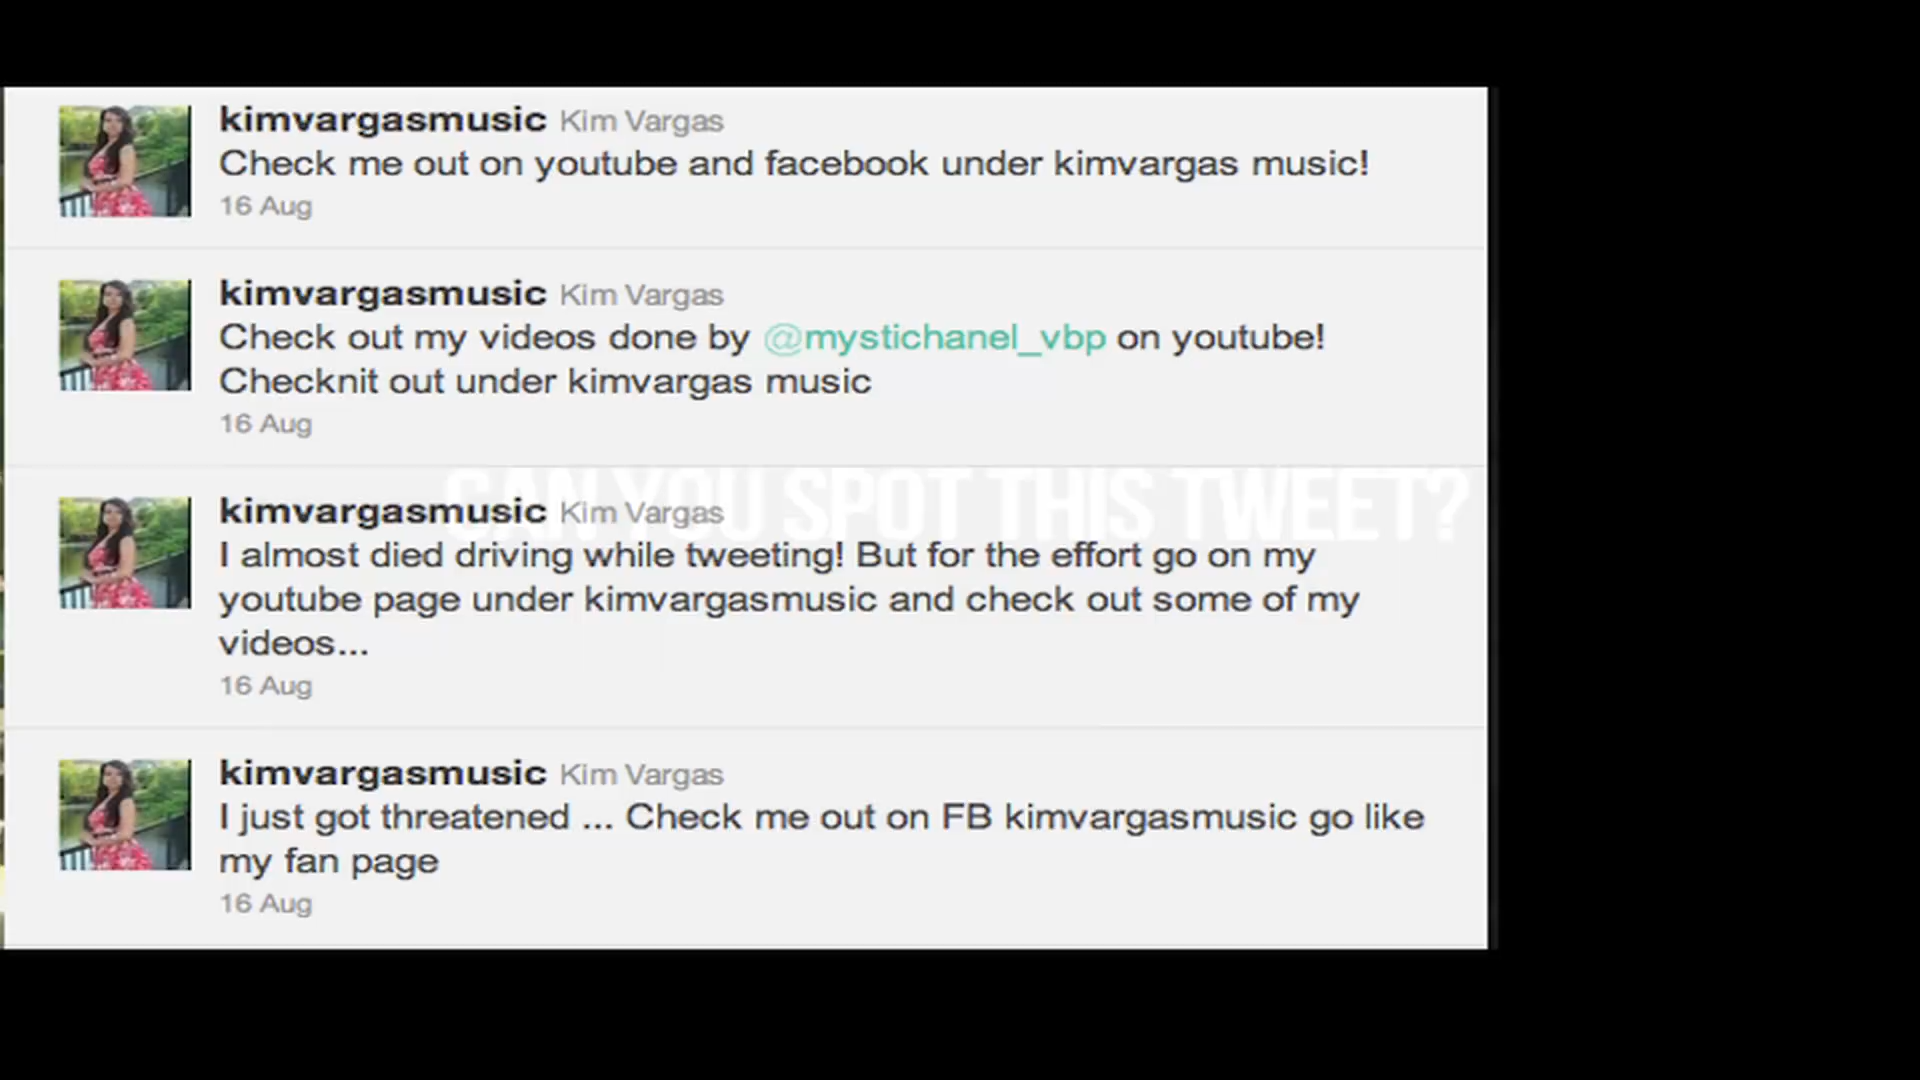 kimvargasmusic Kim Vargas
Check me out on youtube and facebook under kimvargas music!
16 Aug
kimvargasmusic Kim Vargas
Check out my videos done by @mystichanel_vbp on youtube!
Checknit out under kimvargas music
16 Aug
CAN YOU SPOT THIS TWEET?
kimvargasmusic Kim Vargas
I almost died driving while tweeting! But for the effort go on my
youtube page under kimvargasmusic and check out some of my
videos...
16 Aug
kimvargasmusic Kim Vargas
I just got threatened ... Check me out on FB kimvargasmusic go like
my fan page
16 Aug